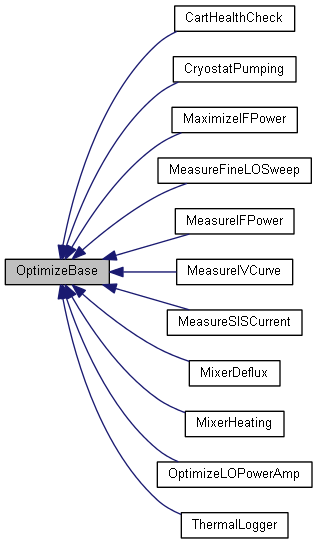 CartHealthCheck
CryostatPumping
MaximizeIFPower
MeasureFineLOSweep
MeasureIFPower
OptimizeBase
MeasureIVCurve
MeasureSISCurrent
MixerDeflux
MixerHeating
OptimizeLOPowerAmp
ThermalLogger